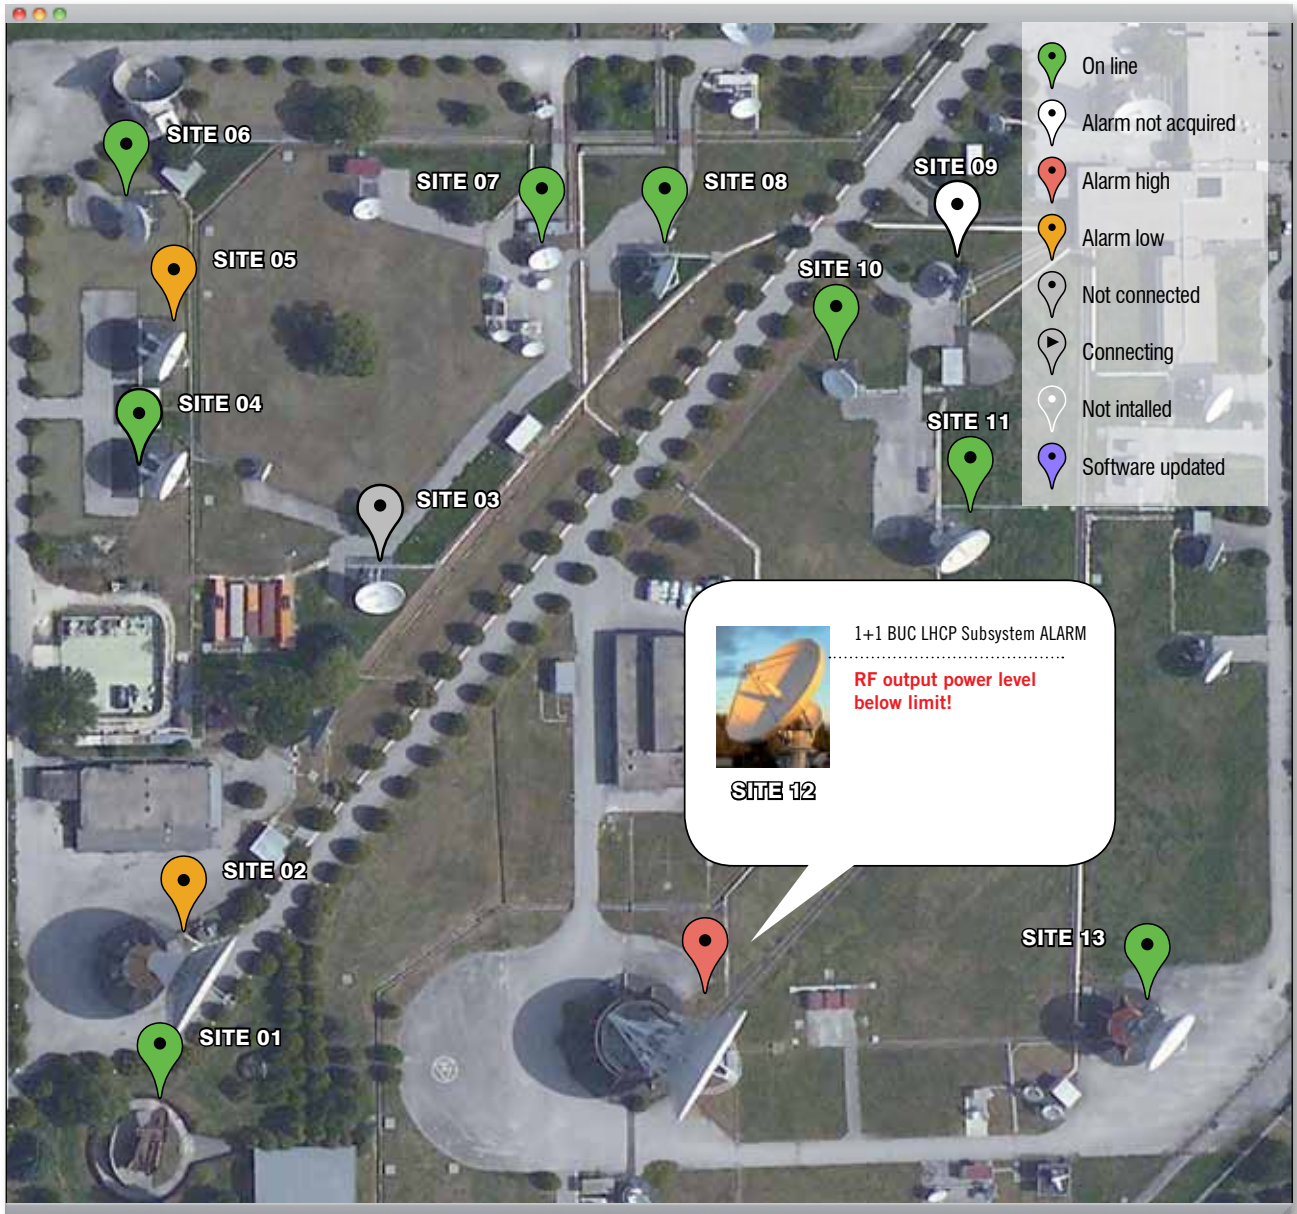 On line
Alarm not acquired
Alarm high
Alarm low
Not connected
Connecting
Not intalled
Software updated
SITE 06
SITE 07
SITE 08
SITE 09
SITE 05
SITE 10
SITE 04
SITE 11
SITE 03
1+1 BUC LHCP Subsystem ALARM
RF output power level
below limit!
SITE 12
SITE 02
SITE 13
SITE 01